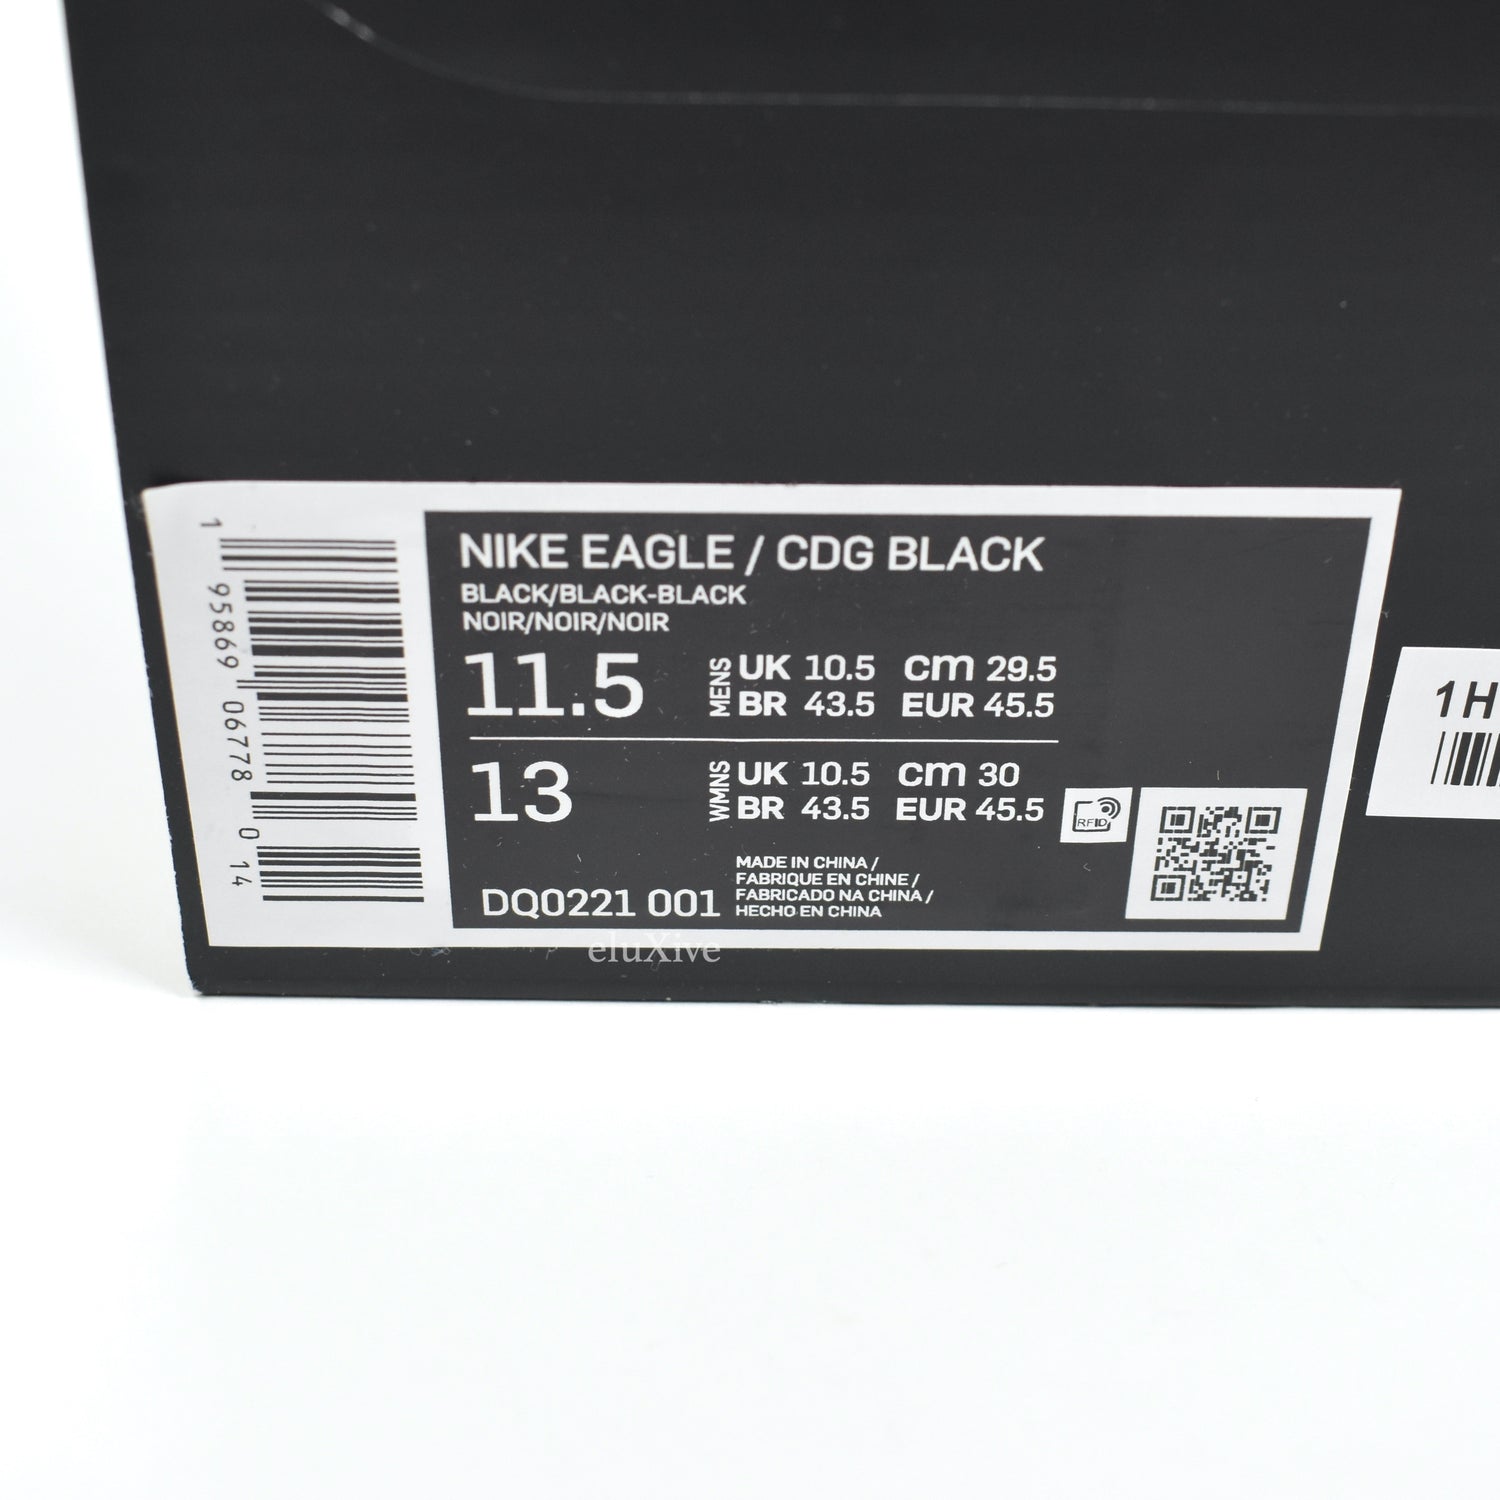 1 95869 06778 0 14
NIKE EAGLE / CDG BLACK
BLACK/BLACK-BLACK
NOIR/NOIR/NOIR
11.5 MENS UK 10.5 cm 29.5
BR 43.5 EUR 45.5
13 WMNS UK 10.5 cm 30
BR 43.5 EUR 45.5
RFID
MADE IN CHINA /
FABRIQUE EN CHINE /
FABRICADO NA CHINA /
HECHO EN CHINA
DQ0221 001
eluXive
1H